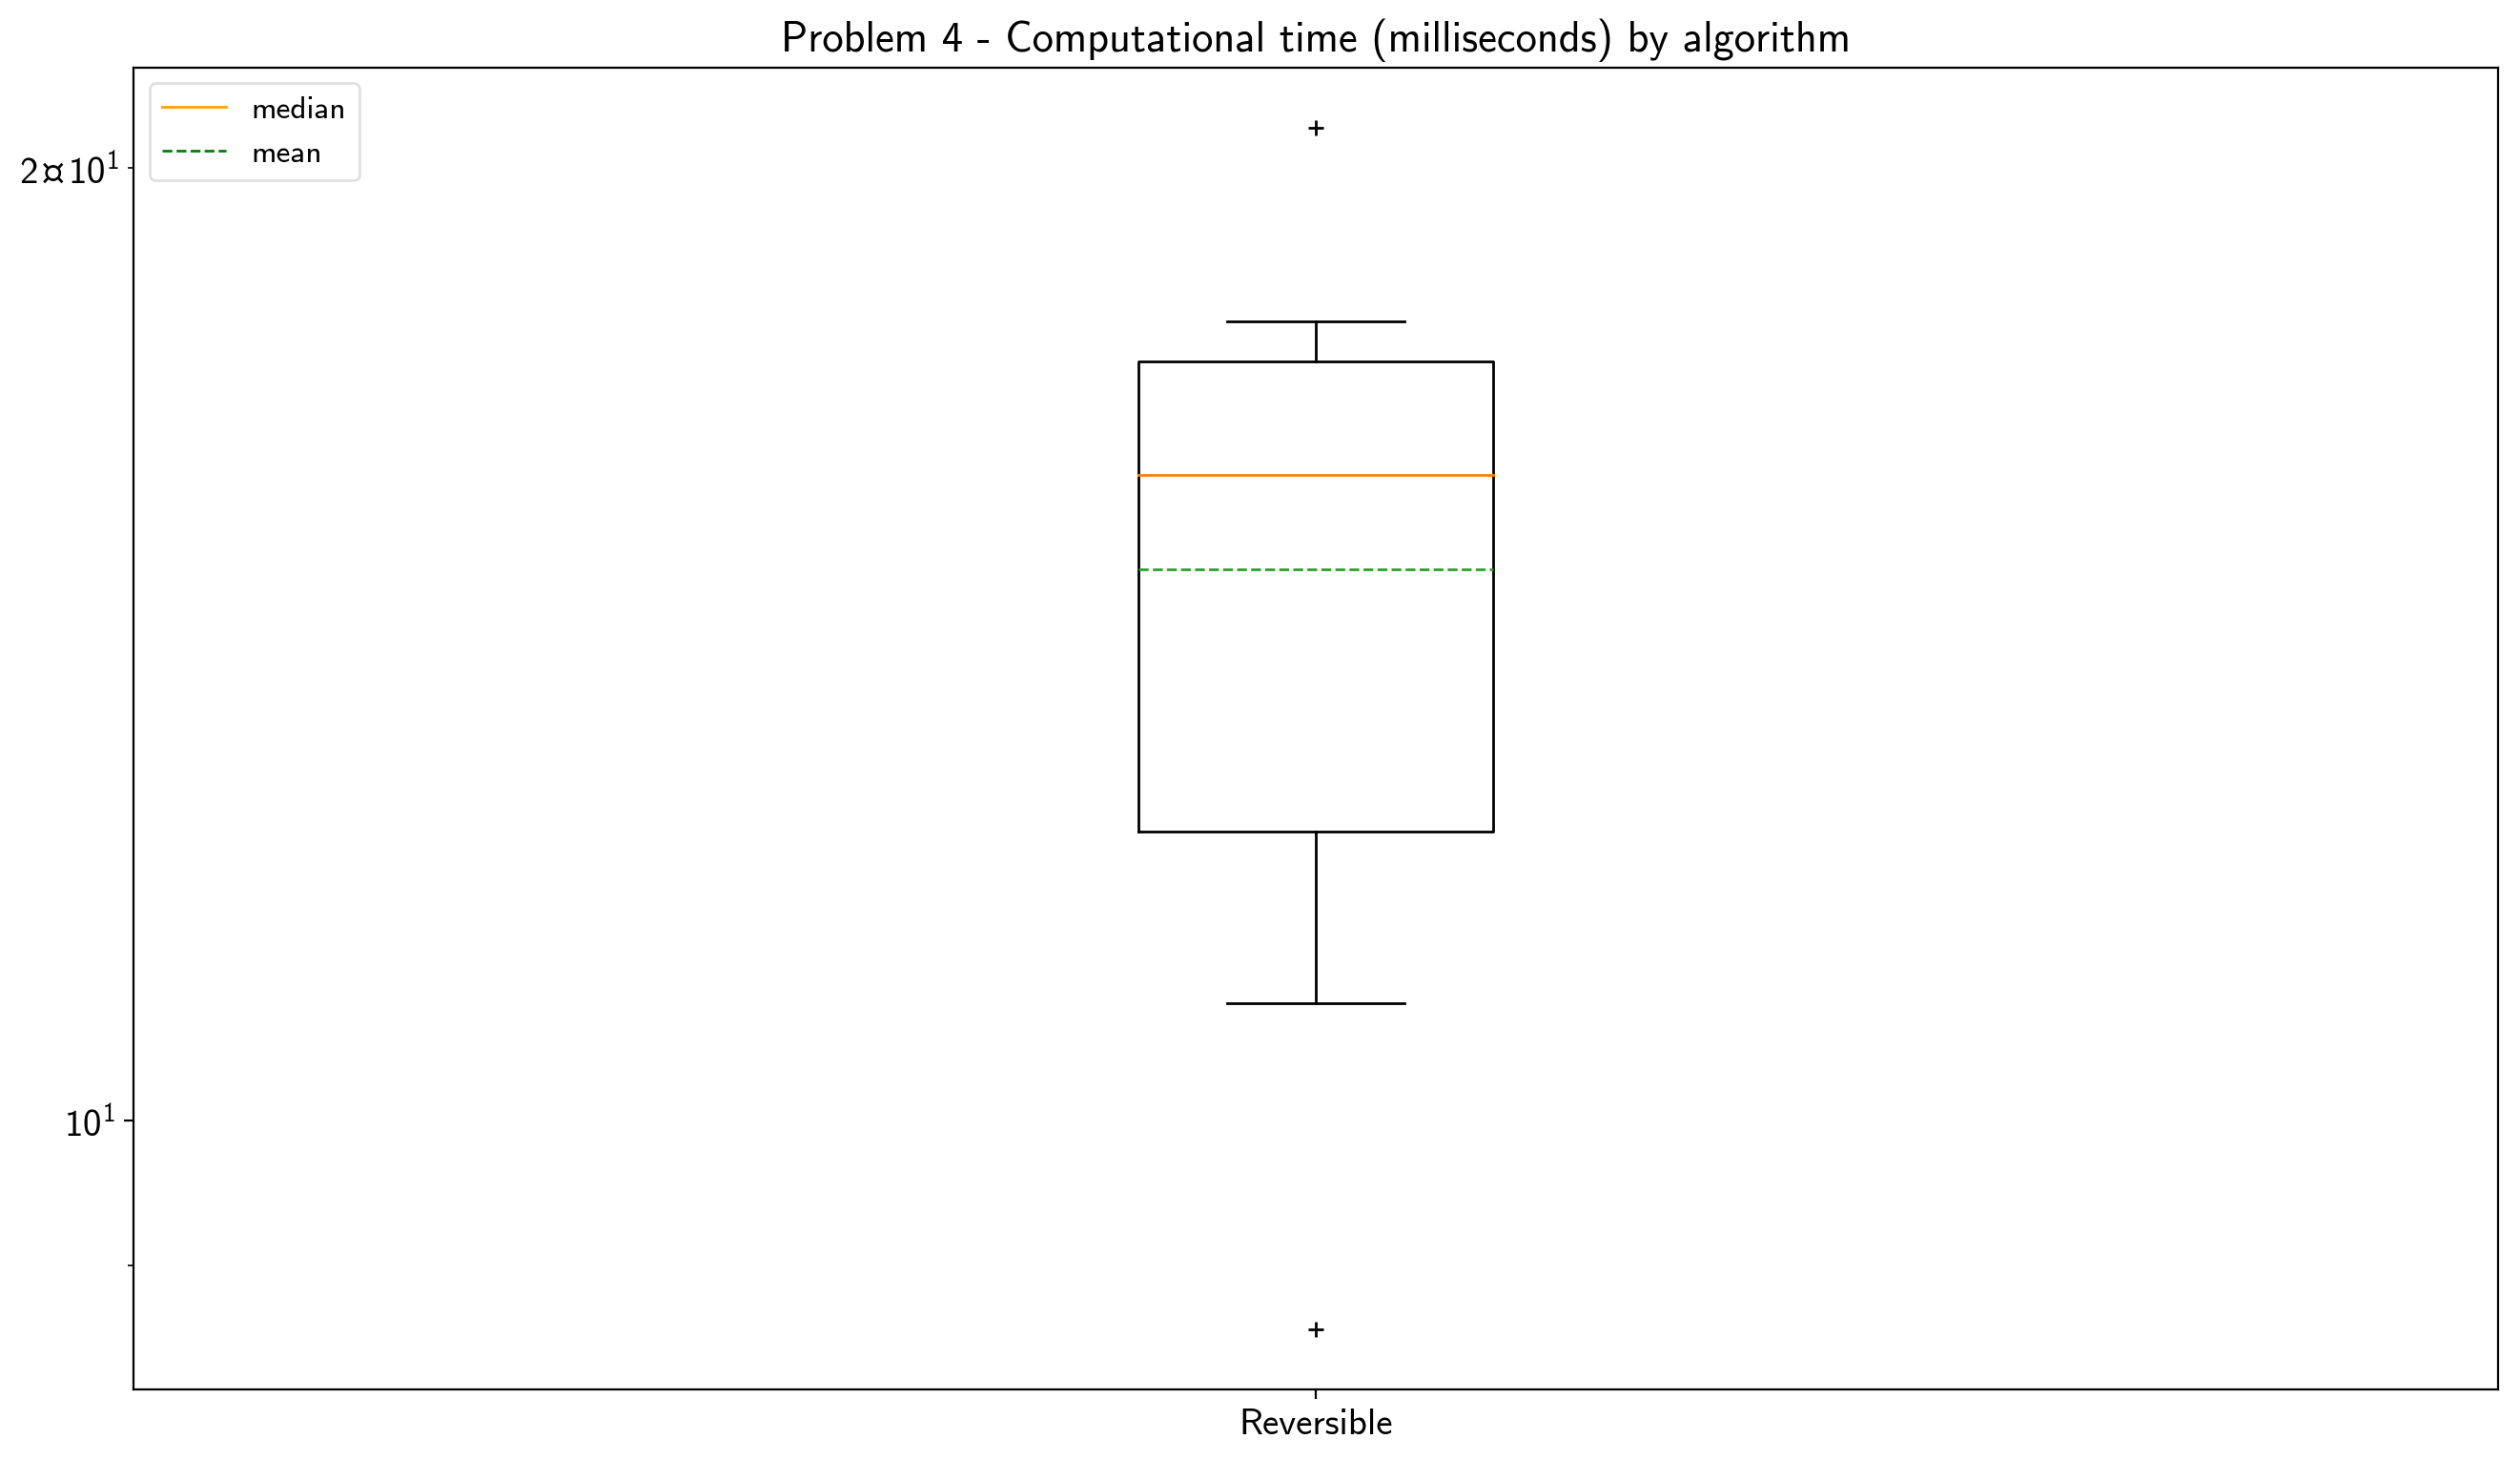 Problem 4 - Computational time (milliseconds) by algorithm
median
mean
2¤10¹
10¹
Reversible